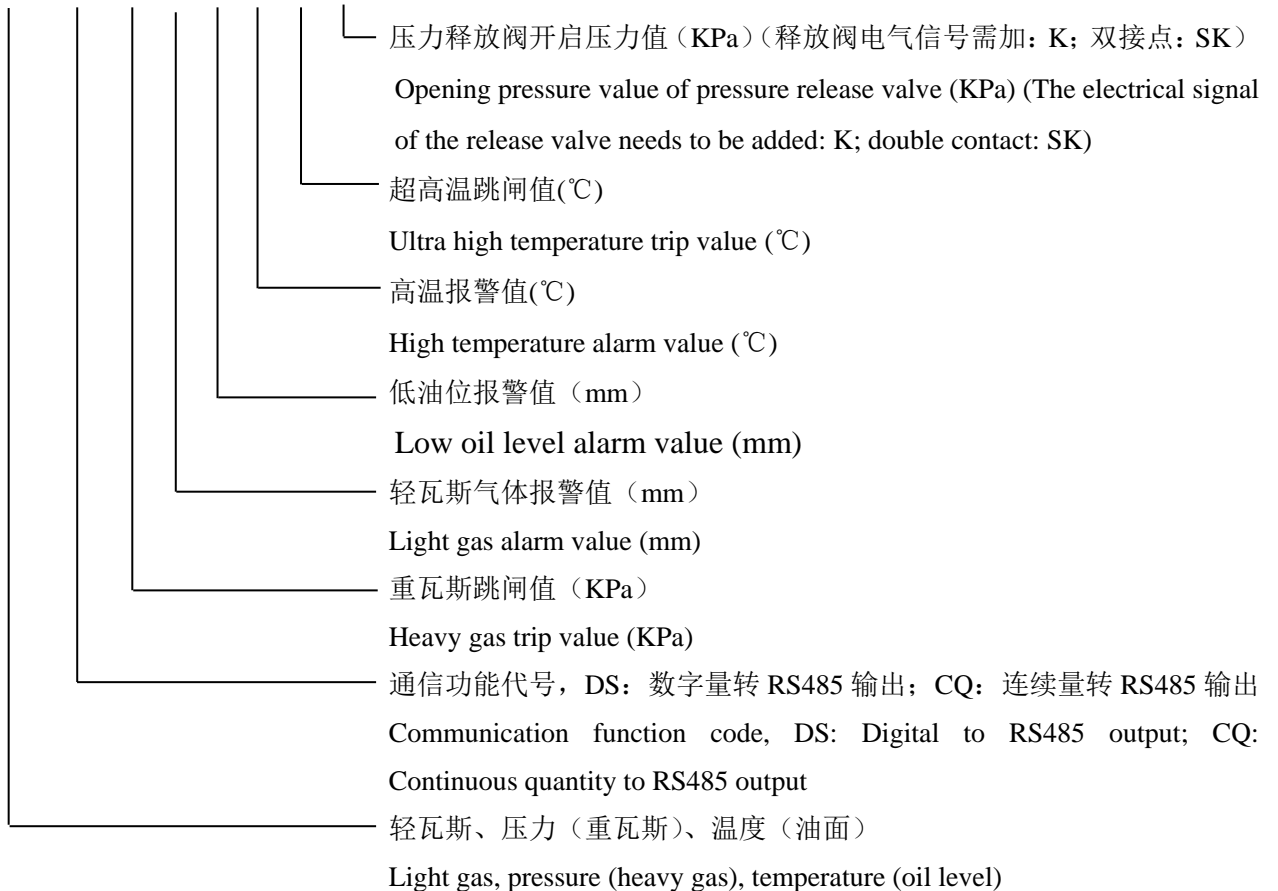 压力释放阀开启压力值（KPa）（释放阀电气信号需加：K；双接点：SK）
Opening pressure value of pressure release valve (KPa) (The electrical signal
of the release valve needs to be added: K; double contact: SK)
超高温跳闸值(℃)
Ultra high temperature trip value (℃)
高温报警值(℃)
High temperature alarm value (℃)
低油位报警值（mm）
Low oil level alarm value (mm)
轻瓦斯气体报警值（mm）
Light gas alarm value (mm)
重瓦斯跳闸值（KPa）
Heavy gas trip value (KPa)
通信功能代号，DS：数字量转 RS485 输出；CQ：连续量转 RS485 输出
Communication function code, DS: Digital to RS485 output; CQ:
Continuous quantity to RS485 output
轻瓦斯、压力（重瓦斯）、温度（油面）
Light gas, pressure (heavy gas), temperature (oil level)